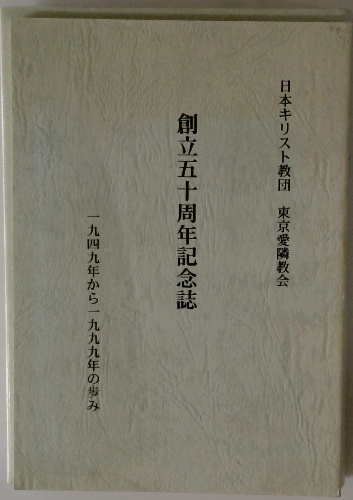 日本キリスト教団　東京愛隣教会
創立五十周年記念誌
一九四九年から一九九九年の歩み